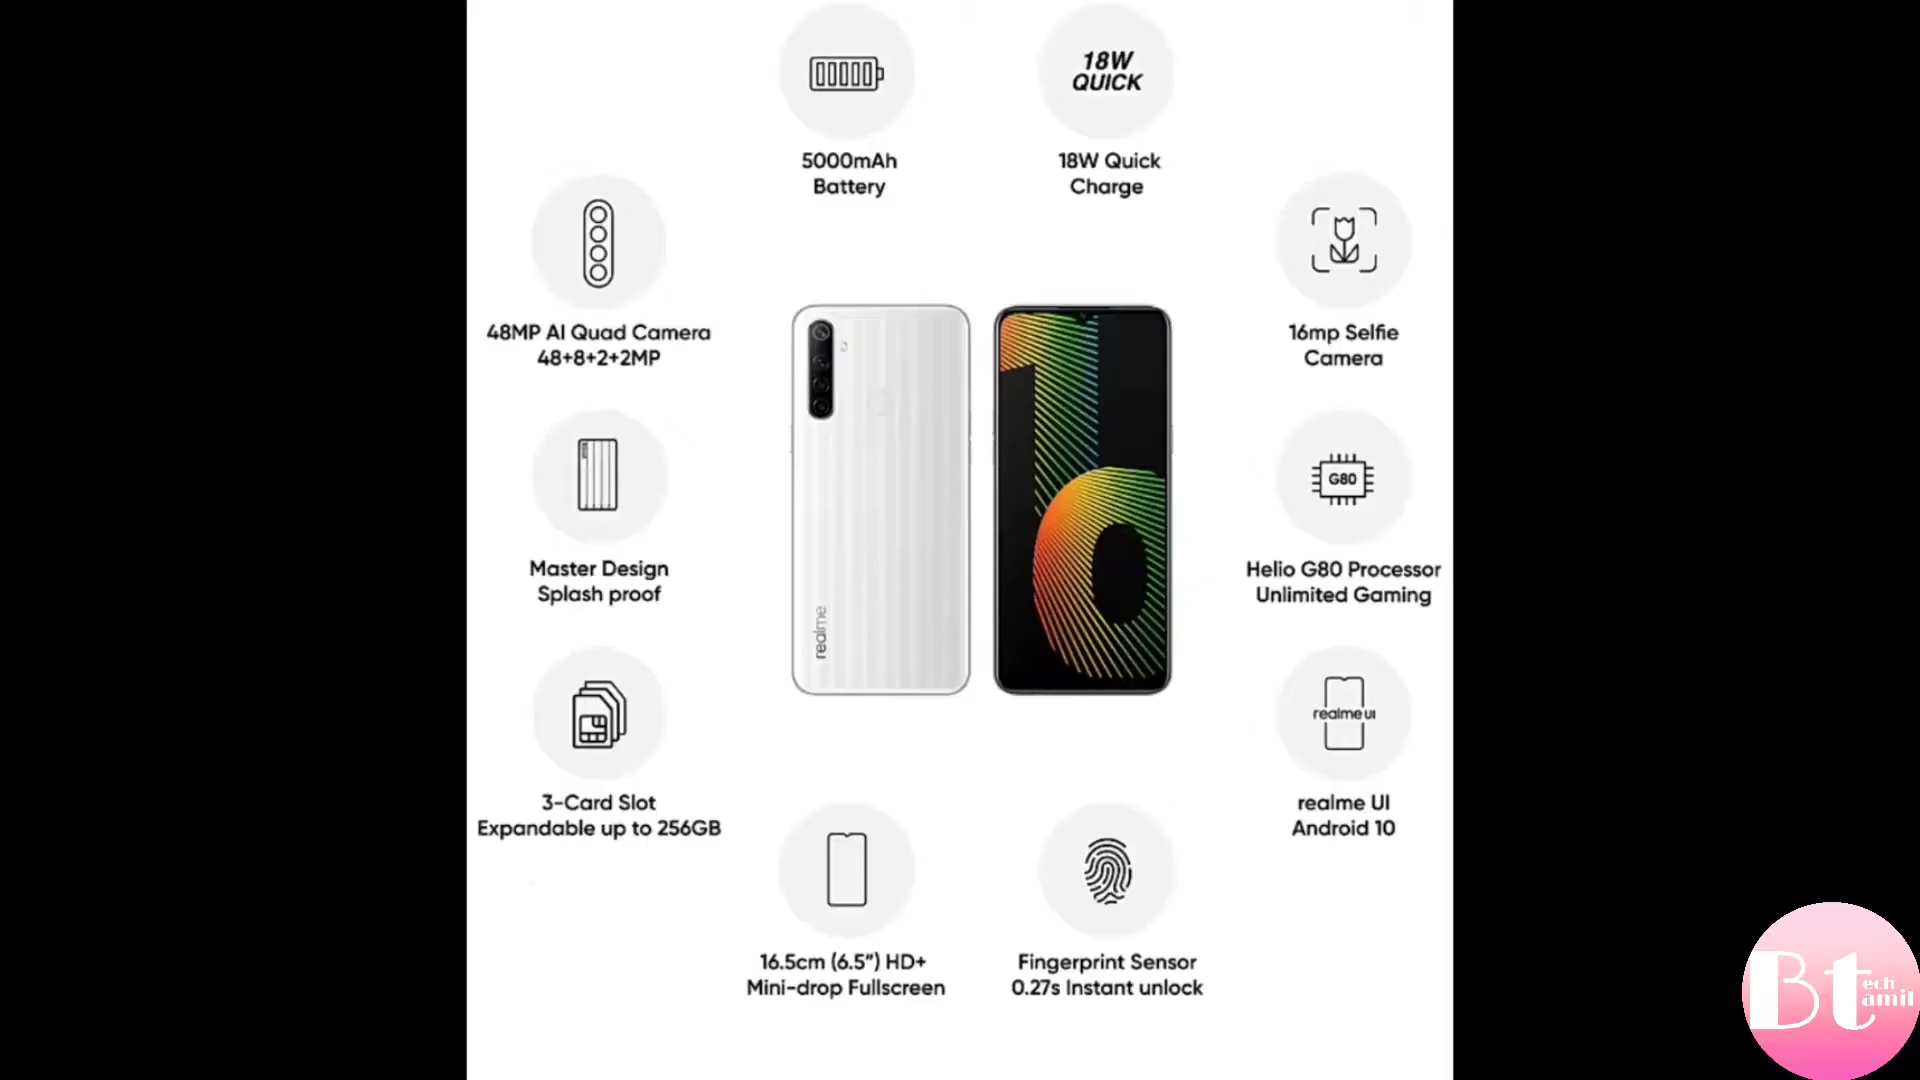 18W
QUICK
5000mAh
Battery
18W Quick
Charge
48MP AI Quad Camera
48+8+2+2MP
16mp Selfie
Camera
G80
Master Design
Splash proof
Helio G80 Processor
Unlimited Gaming
realme
realme UI
3-Card Slot
Expandable up to 256GB
realme UI
Android 10
16.5cm (6.5”) HD+
Mini-drop Fullscreen
Fingerprint Sensor
0.27s Instant unlock
B tech
tamil